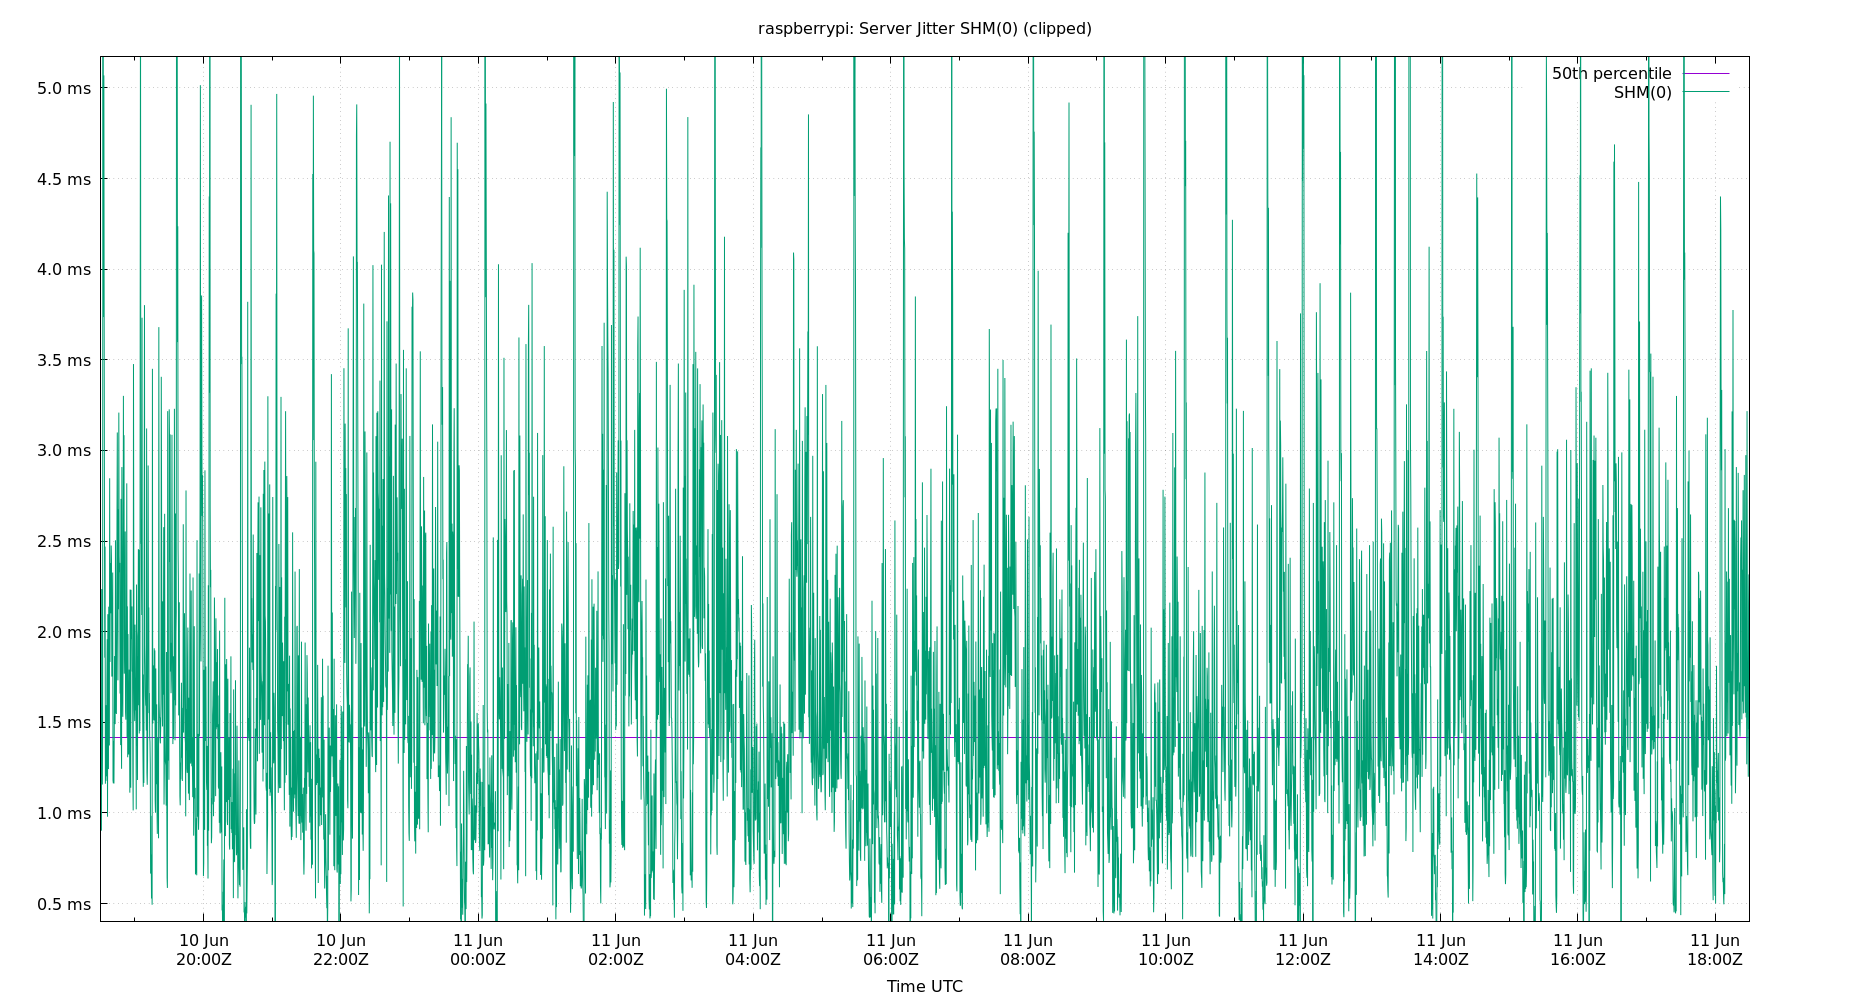 raspberrypi: Server Jitter SHM(0) (clipped)
50th percentile
SHM(0)
5.0 ms
4.5 ms
4.0 ms
3.5 ms
3.0 ms
2.5 ms
2.0 ms
1.5 ms
1.0 ms
0.5 ms
10 Jun 10 Jun 11 Jun 11 Jun 11 Jun 11 Jun 11 Jun 11 Jun 11 Jun 11 Jun 11 Jun 11 Jun
20:00Z 22:00Z 00:00Z 02:00Z 04:00Z 06:00Z 08:00Z 10:00Z 12:00Z 14:00Z 16:00Z 18:00Z
Time UTC